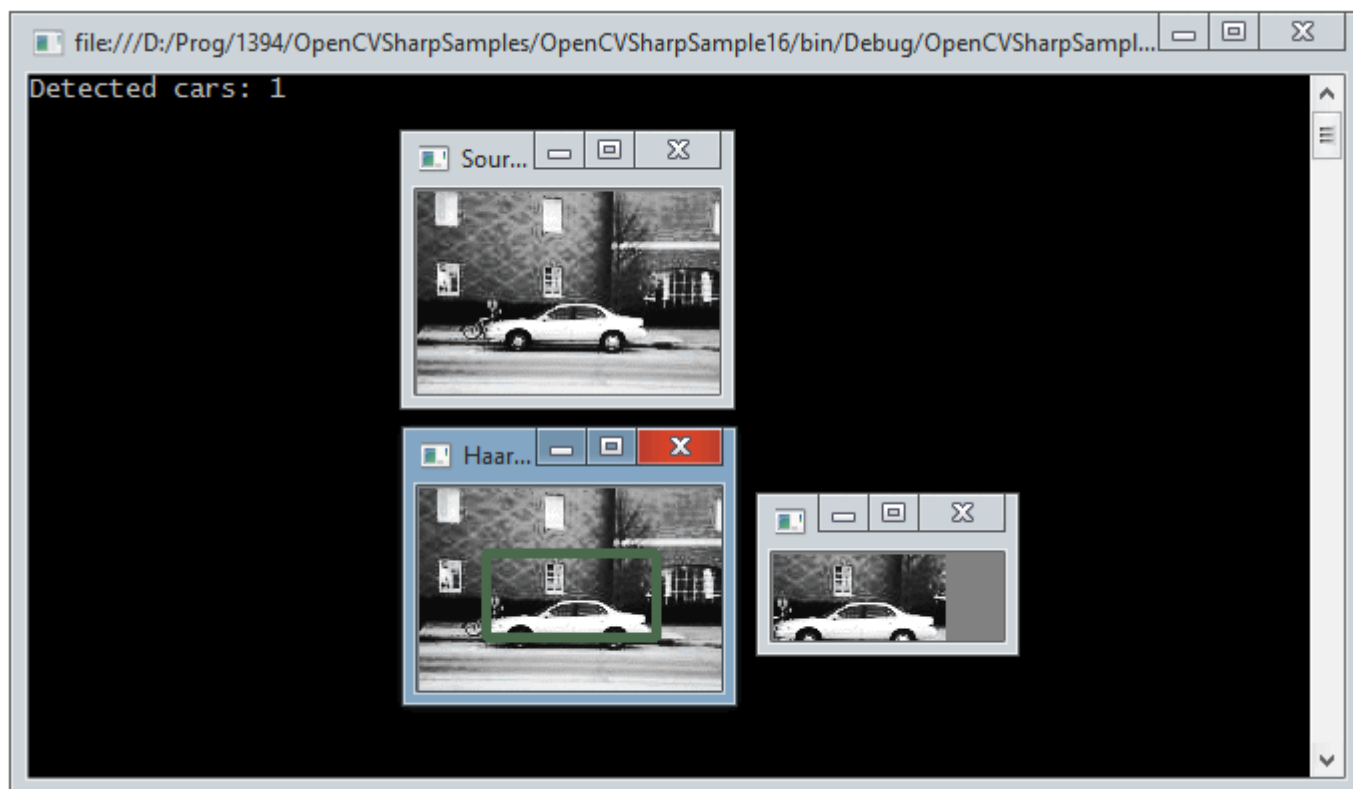 file:///D:/Prog/1394/OpenCVSharpSamples/OpenCVSharpSample16/bin/Debug/OpenCVSharpSampl...
Detected cars: 1
Sour...
Haar...